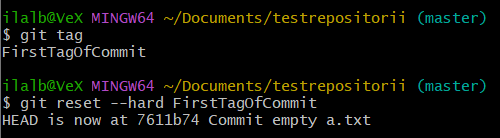 ilalb@VeX MINGW64 ~/Documents/testrepositorii (master)
$ git tag
FirstTagOfCommit
ilalb@VeX MINGW64 ~/Documents/testrepositorii (master)
$ git reset --hard FirstTagOfCommit
HEAD is now at 7611b74 Commit empty a.txt